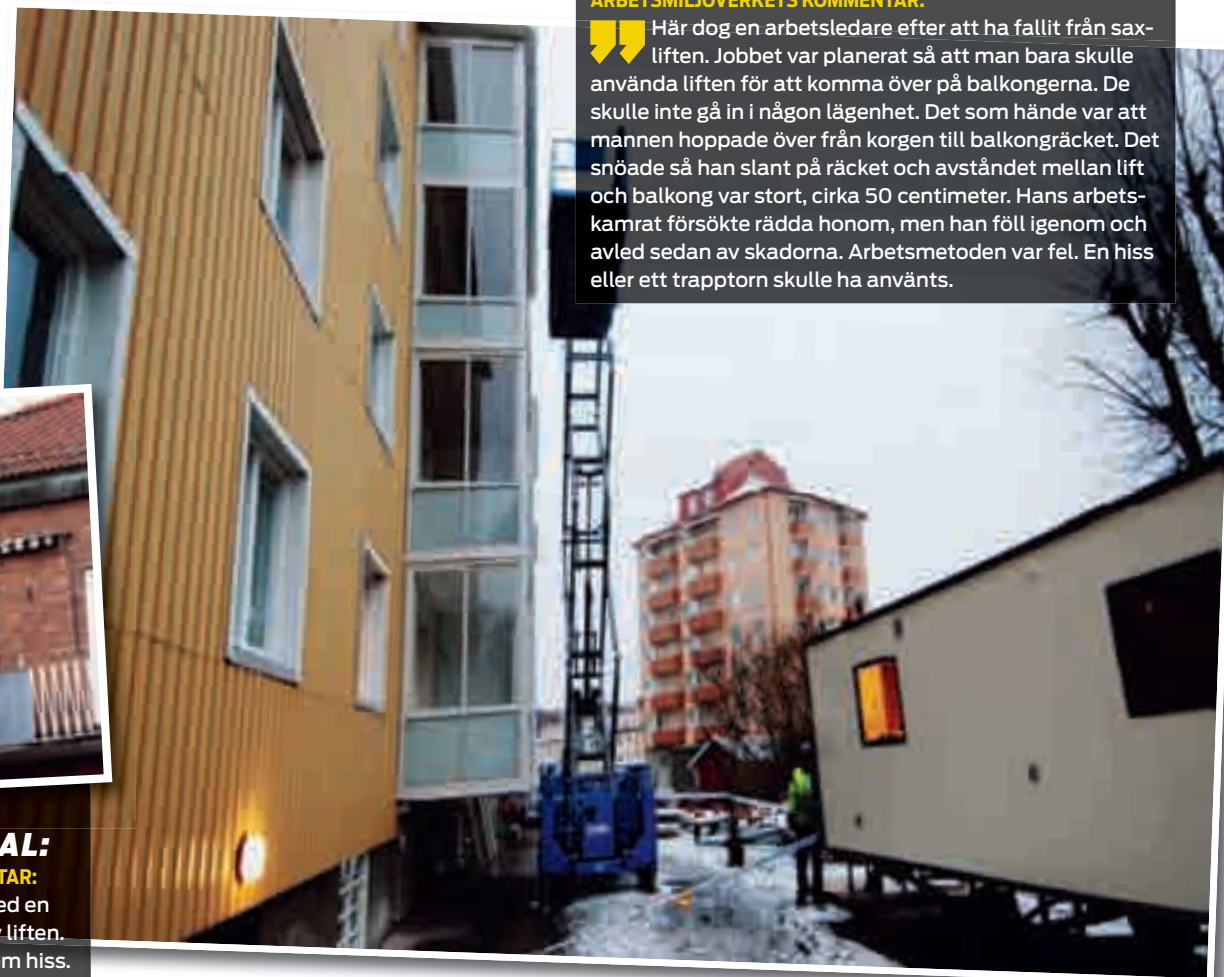 ARBETSMILJÖVERKETS KOMMENTAR:
Här dog en arbetsledare efter att ha fallit från sax-
liften. Jobbet var planerat så att man bara skulle
använda liften för att komma över på balkongerna. De
skulle inte gå in i någon lägenhet. Det som hände var att
mannen hoppade över från korgen till balkongräcket. Det
snöade så han slant på räcket och avståndet mellan lift
och balkong var stort, cirka 50 centimeter. Hans arbets-
kamrat försökte rädda honom, men han föll igenom och
avled sedan av skadorna. Arbetsmetoden var fel. En hiss
eller ett trapptorn skulle ha använts.
AL:
TAR:
ed en
liften.
m hiss.